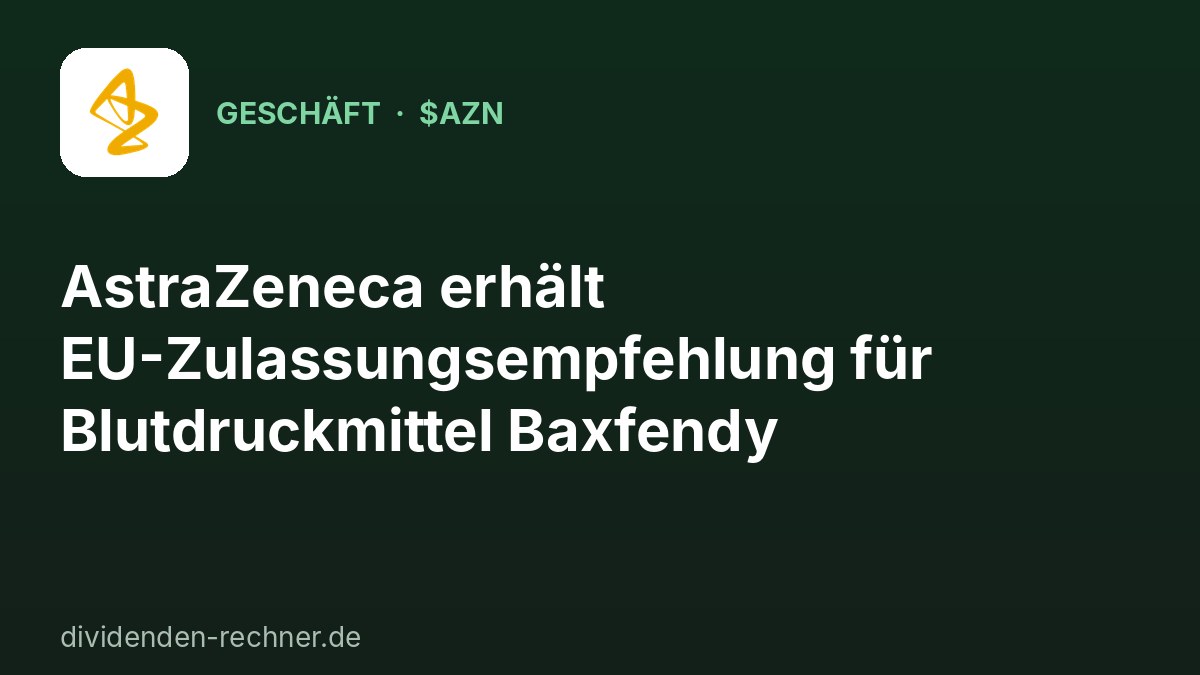 GESCHÄFT · $AZN
AstraZeneca erhält
EU-Zulassungsempfehlung für
Blutdruckmittel Baxfendy
dividenden-rechner.de